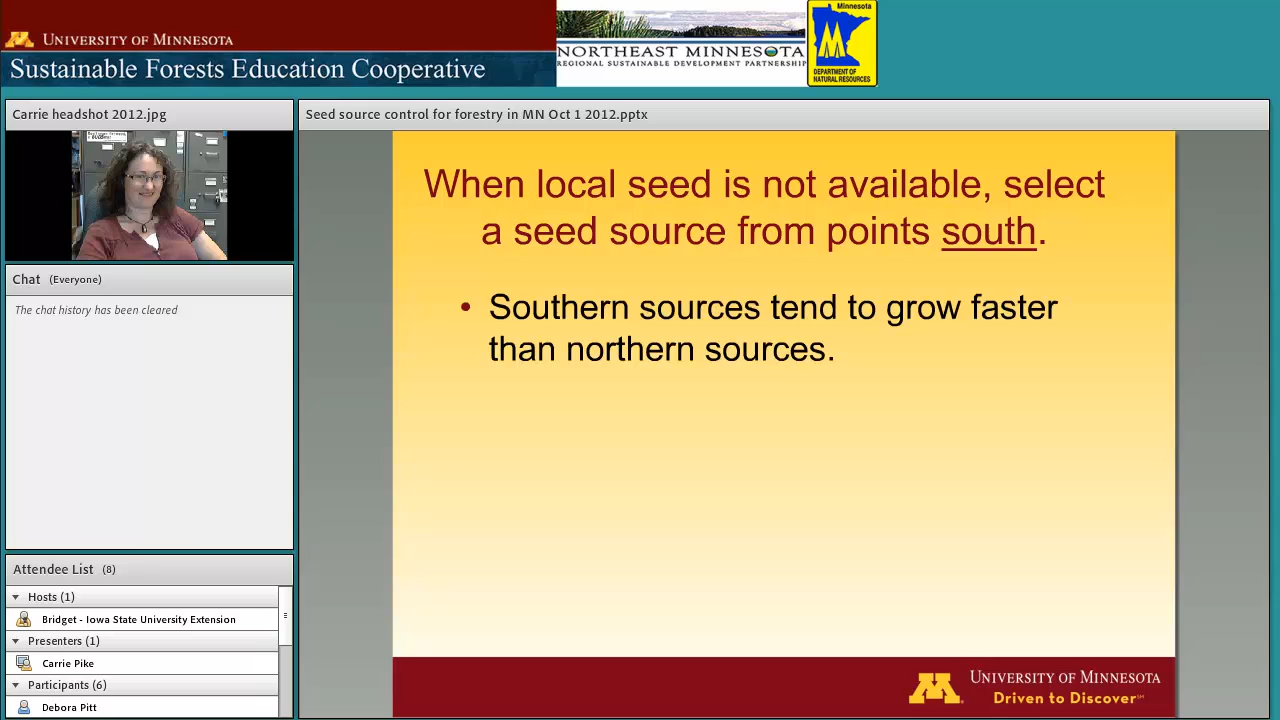 UNIVERSITY OF MINNESOTA
Sustainable Forests Education Cooperative
NORTHEAST MINNESOTA
REGIONAL SUSTAINABLE DEVELOPMENT PARTNERSHIP
Minnesota
DEPARTMENT OF
NATURAL RESOURCES
Carrie headshot 2012.jpg
Chat (Everyone)
The chat history has been cleared
Attendee List (8)
Hosts (1)
Bridget - Iowa State University Extension
Presenters (1)
Carrie Pike
Participants (6)
Debora Pitt
Seed source control for forestry in MN Oct 1 2012.pptx
When local seed is not available, select
a seed source from points south.
• Southern sources tend to grow faster
than northern sources.
UNIVERSITY OF MINNESOTA
Driven to Discover℠